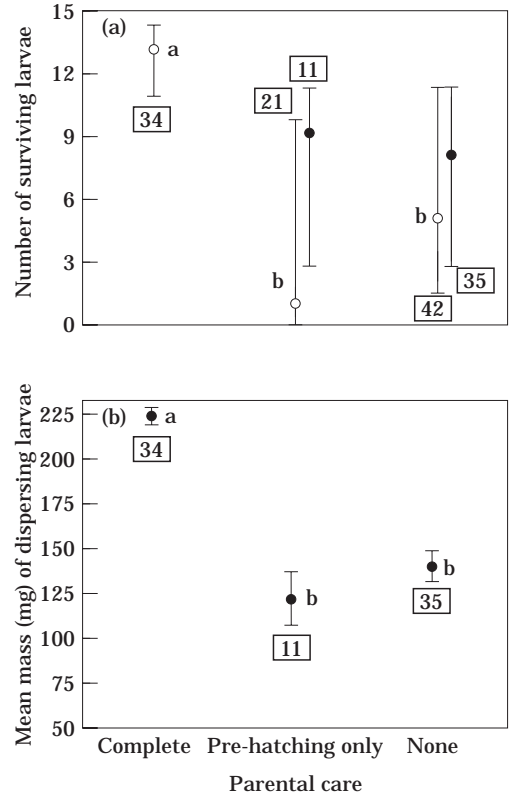 Number of surviving larvae
15
12
9
6
3
0
(a)
a
34
21
11
b
b
42
35
Mean mass (mg) of dispersing larvae
225
200
175
150
125
100
75
50
(b)
a
34
b
11
b
35
Complete Pre-hatching only None
Parental care